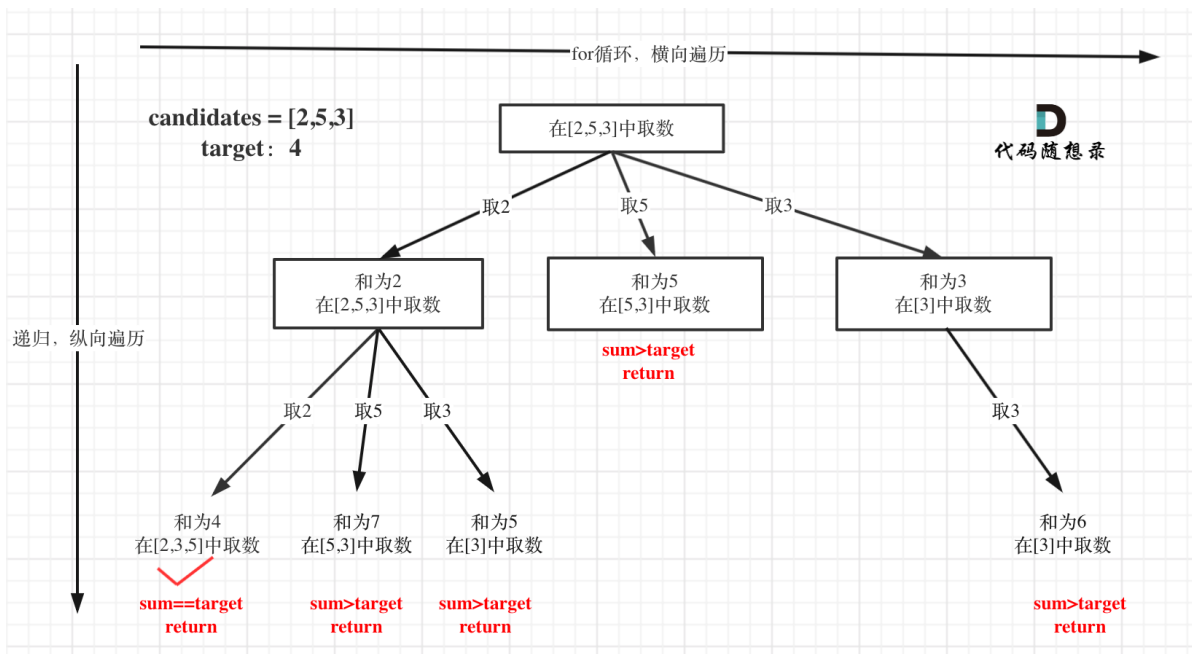 for循环，横向遍历
candidates = [2,5,3]
target：4
在[2,5,3]中取数
代码随想录
取2
取5
取3
和为2
在[2,5,3]中取数
和为5
在[5,3]中取数
和为3
在[3]中取数
递归，纵向遍历
sum>target
return
取2
取5
取3
取3
和为4
在[2,3,5]中取数
和为7
在[5,3]中取数
和为5
在[3]中取数
和为6
在[3]中取数
sum==target
return
sum>target
return
sum>target
return
sum>target
return